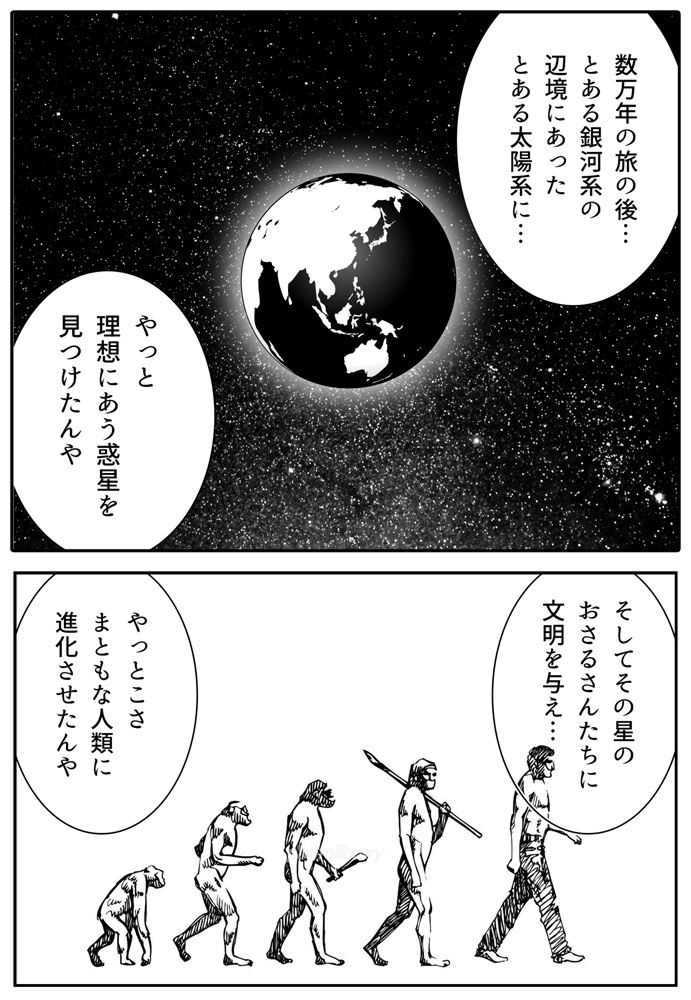 数万年の旅の後…
とある銀河系の
辺境にあった
とある太陽系に…
やっと
理想にあう惑星を
見つけたんや
そしてその星の
おさるさんたちに
文明を与え…
やっとこさ
まともな人類に
進化させたんや